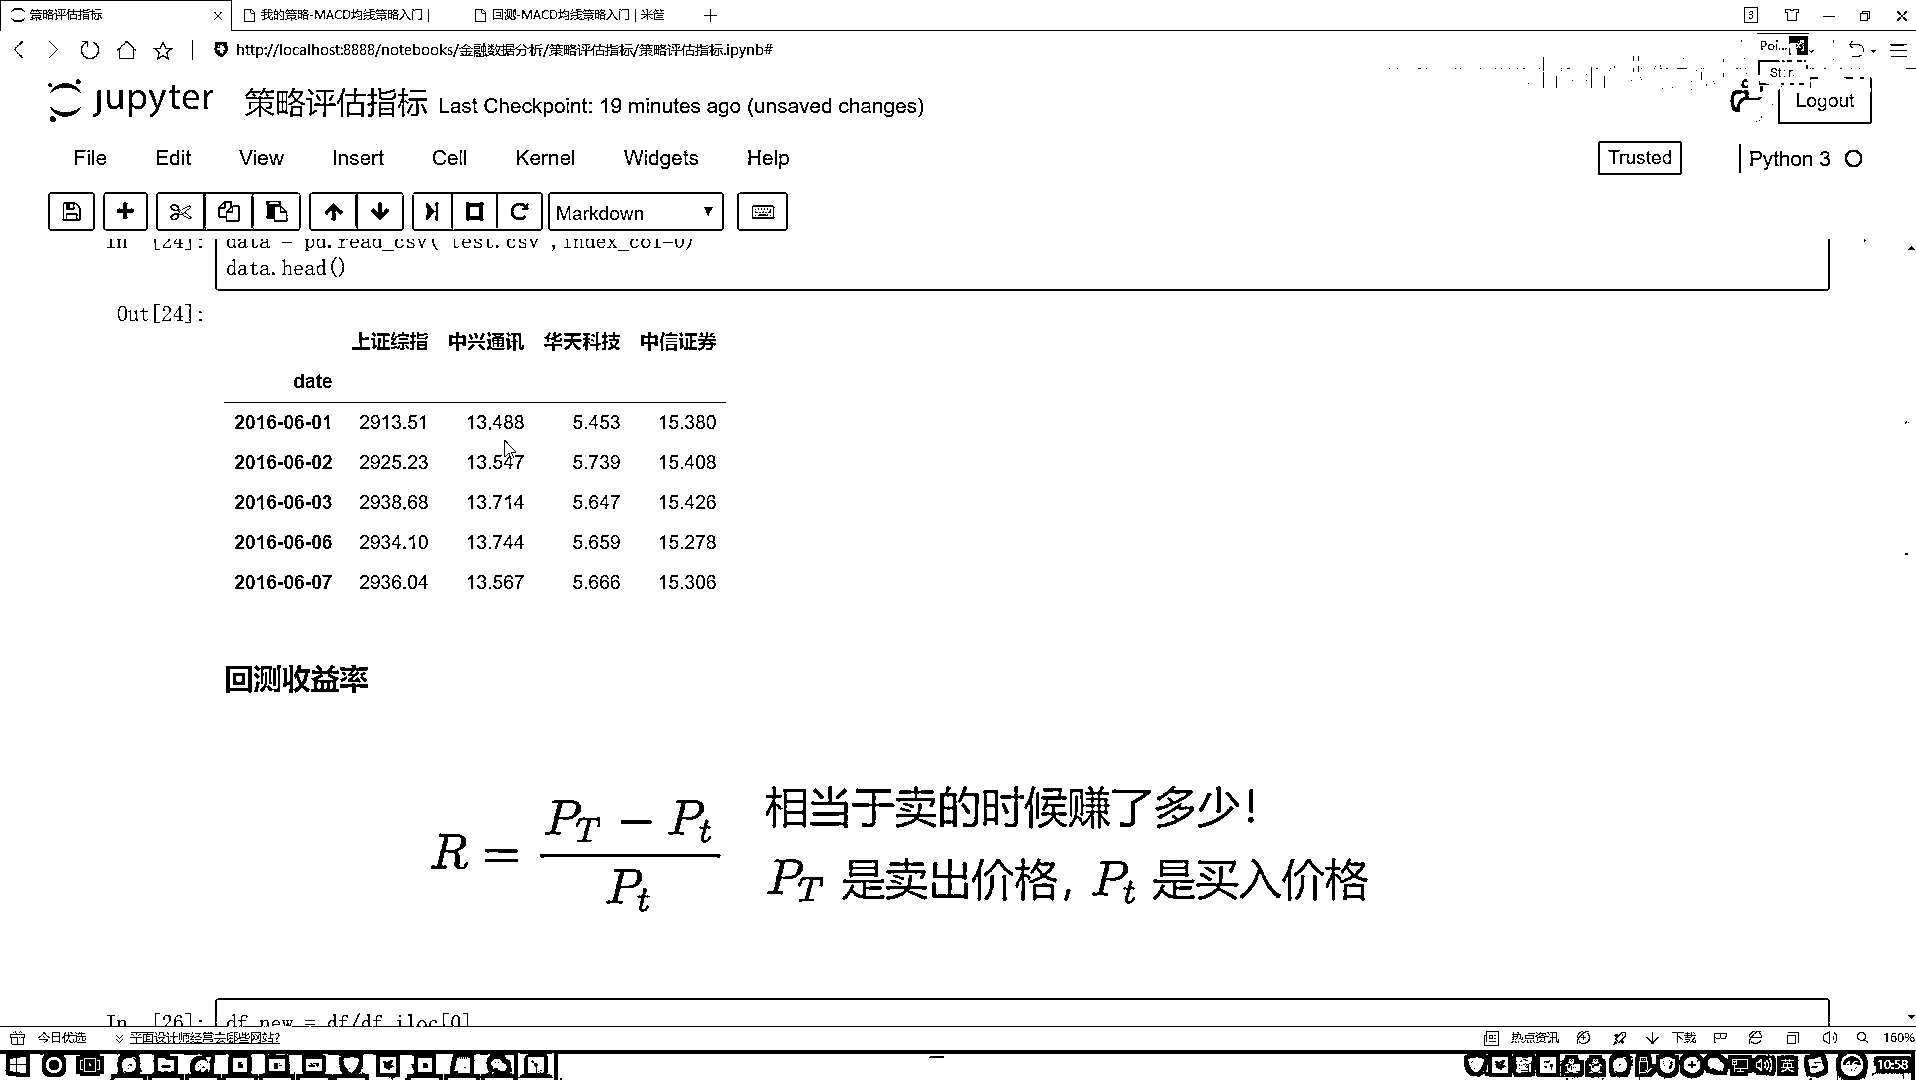 策略评估指标
我的策略-MACD均线策略入门 |
回测-MACD均线策略入门 | 米筐
http://localhost:8888/notebooks/金融数据分析/策略评估指标/策略评估指标.ipynb#
jupyter 策略评估指标 Last Checkpoint: 19 minutes ago (unsaved changes)
Logout
File Edit View Insert Cell Kernel Widgets Help
Trusted Python 3
Markdown
In [24]: data = pd.read_csv('test.csv',index_col=0)
data.head()
Out[24]:
上证综指 中兴通讯 华天科技 中信证券
date
2016-06-01 2913.51 13.488 5.453 15.380
2016-06-02 2925.23 13.547 5.739 15.408
2016-06-03 2938.68 13.714 5.647 15.426
2016-06-06 2934.10 13.744 5.659 15.278
2016-06-07 2936.04 13.567 5.666 15.306
回测收益率
R = (P_T − P_t) / P_t
相当于卖的时候赚了多少!
P_T 是卖出价格, P_t 是买入价格
In [26]: df_new = df/df.iloc[0]
今日优选 平面设计师经常去哪些网站? 热点资讯 下载 160%
英 10:58